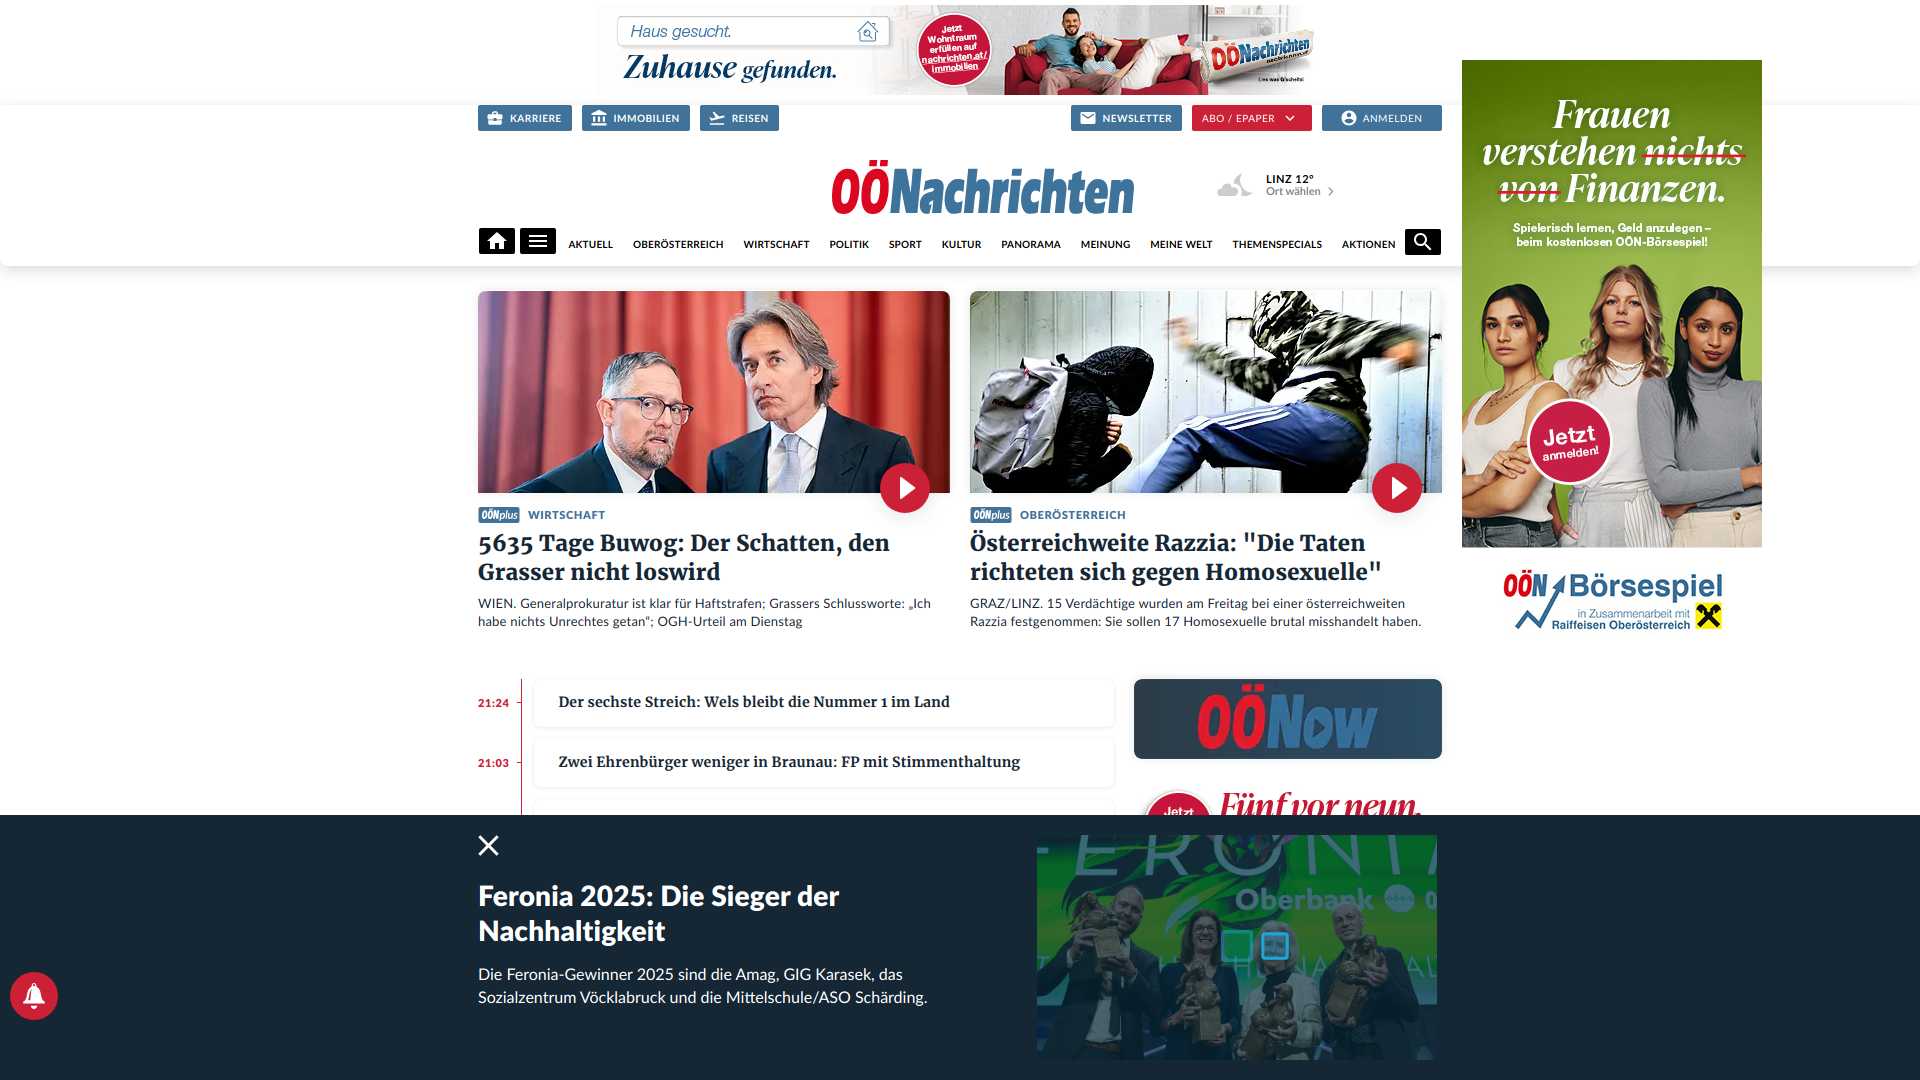 Haus gesucht.
Zuhause gefunden.
Jetzt
Wohntraum
erfüllen auf
nachrichten.at/
immobilien
OÖNachrichten
Lies was G'scheits!
KARRIERE
IMMOBILIEN
REISEN
NEWSLETTER
ABO / EPAPER
ANMELDEN
OÖNachrichten
LINZ 12°
Ort wählen
AKTUELL
OBERÖSTERREICH
WIRTSCHAFT
POLITIK
SPORT
KULTUR
PANORAMA
MEINUNG
MEINE WELT
THEMENSPECIALS
AKTIONEN
Frauen
verstehen nichts
von Finanzen.
Spielerisch lernen, Geld anzulegen –
beim kostenlosen OÖN-Börsespiel!
Jetzt
anmelden!
OÖN Börsespiel
in Zusammenarbeit mit
Raiffeisen Oberösterreich
OÖNplus WIRTSCHAFT
5635 Tage Buwog: Der Schatten, den
Grasser nicht loswird
WIEN. Generalprokuratur ist klar für Haftstrafen; Grassers Schlussworte: „Ich
habe nichts Unrechtes getan“; OGH-Urteil am Dienstag
OÖNplus OBERÖSTERREICH
Österreichweite Razzia: "Die Taten
richteten sich gegen Homosexuelle"
GRAZ/LINZ. 15 Verdächtige wurden am Freitag bei einer österreichweiten
Razzia festgenommen: Sie sollen 17 Homosexuelle brutal misshandelt haben.
21:24
Der sechste Streich: Wels bleibt die Nummer 1 im Land
21:03
Zwei Ehrenbürger weniger in Braunau: FP mit Stimmenthaltung
OÖNow
Jetzt
Fünf vor neun.
Feronia 2025: Die Sieger der
Nachhaltigkeit
Die Feronia-Gewinner 2025 sind die Amag, GIG Karasek, das
Sozialzentrum Vöcklabruck und die Mittelschule/ASO Schärding.
FERONIA
Oberbank